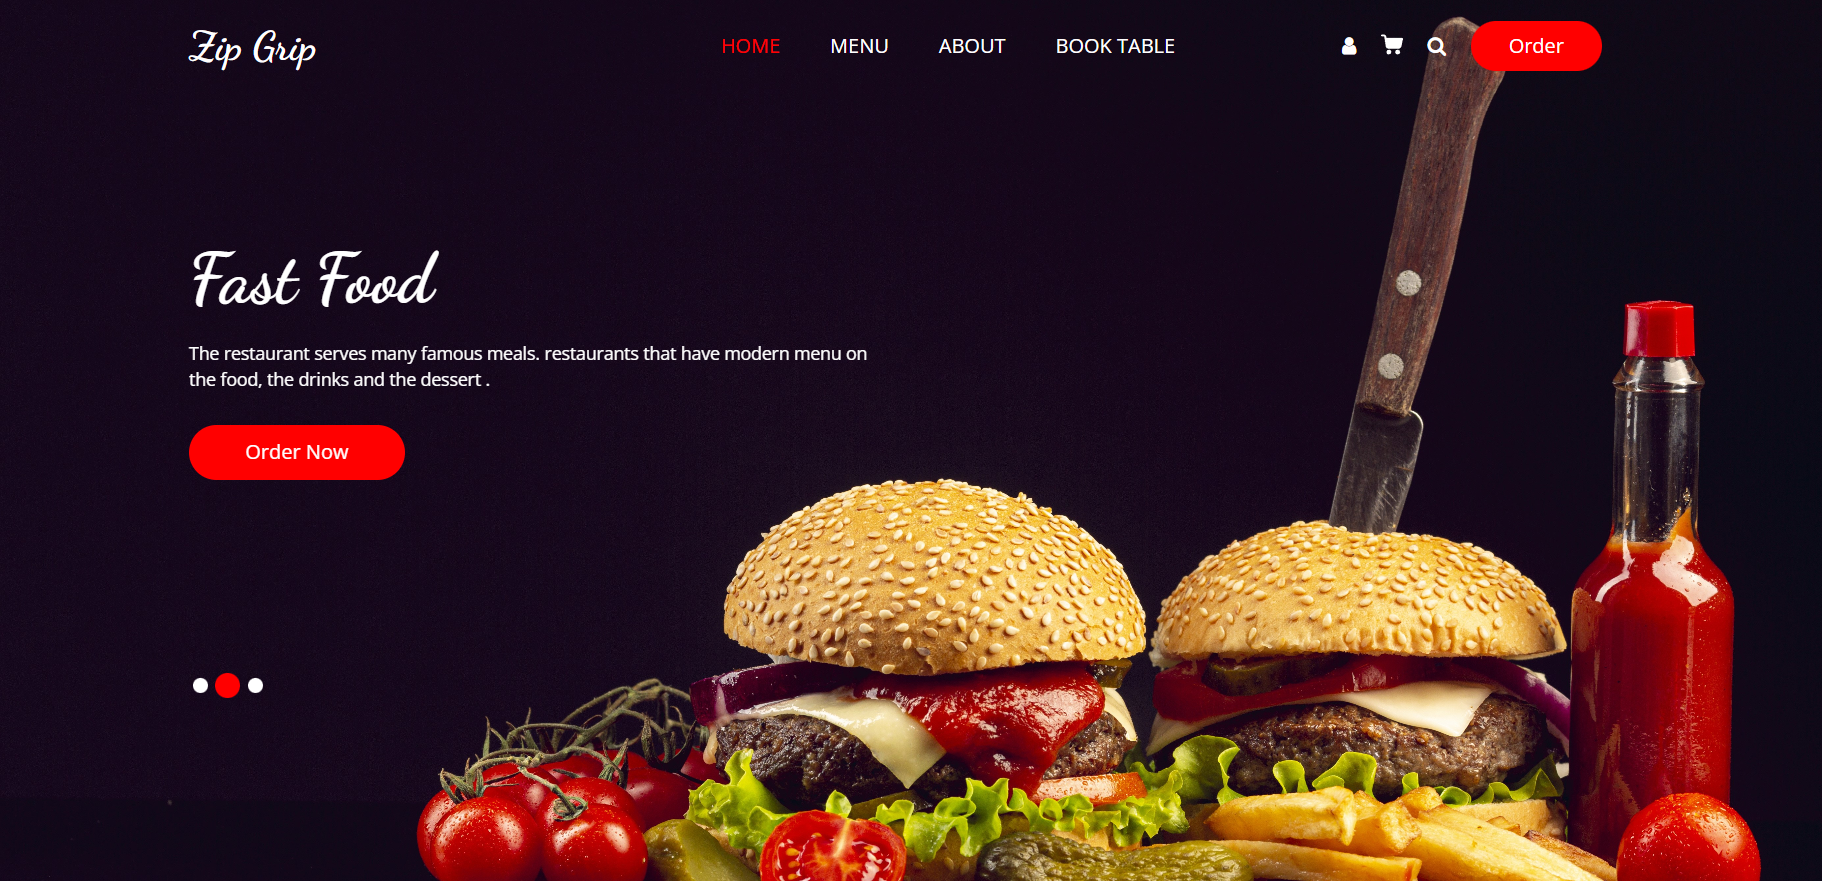 Zip Grip
HOME MENU ABOUT BOOK TABLE
Order
Fast Food
The restaurant serves many famous meals. restaurants that have modern menu on
the food, the drinks and the dessert .
Order Now